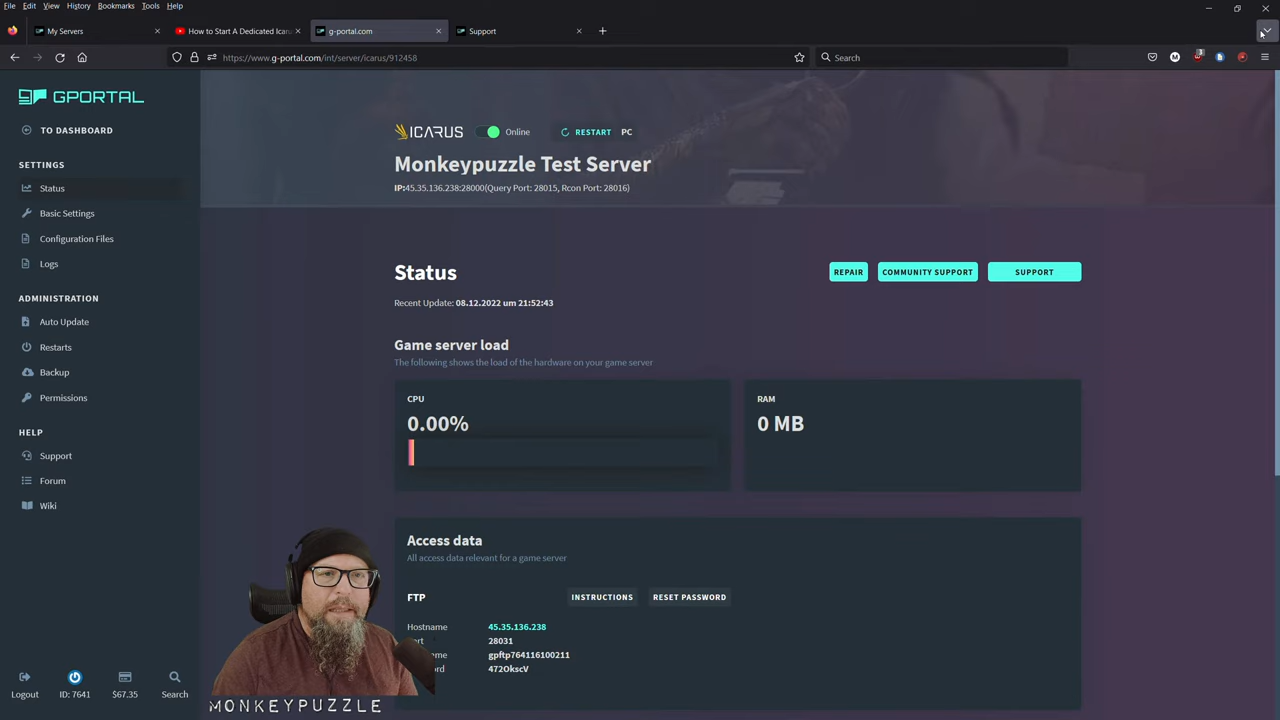 File Edit View History Bookmarks Tools Help
My Servers
How to Start A Dedicated Icaru
g-portal.com
Support
https://www.g-portal.com/int/server/icarus/912458
Search
3
M
GPORTAL
TO DASHBOARD
SETTINGS
Status
Basic Settings
Configuration Files
Logs
ADMINISTRATION
Auto Update
Restarts
Backup
Permissions
HELP
Support
Forum
Wiki
Logout
ID: 7641
$67.35
Search
ICARUS
Online
RESTART
PC
Monkeypuzzle Test Server
IP:45.35.136.238:28000(Query Port: 28015, Rcon Port: 28016)
Status
REPAIR
COMMUNITY SUPPORT
SUPPORT
Recent Update: 08.12.2022 um 21:52:43
Game server load
The following shows the load of the hardware on your game server
CPU
0.00%
RAM
0 MB
Access data
All access data relevant for a game server
FTP
INSTRUCTIONS
RESET PASSWORD
Hostname 45.35.136.238
28031
gpftp764116100211
472OkscV
MONKEYPUZZLE